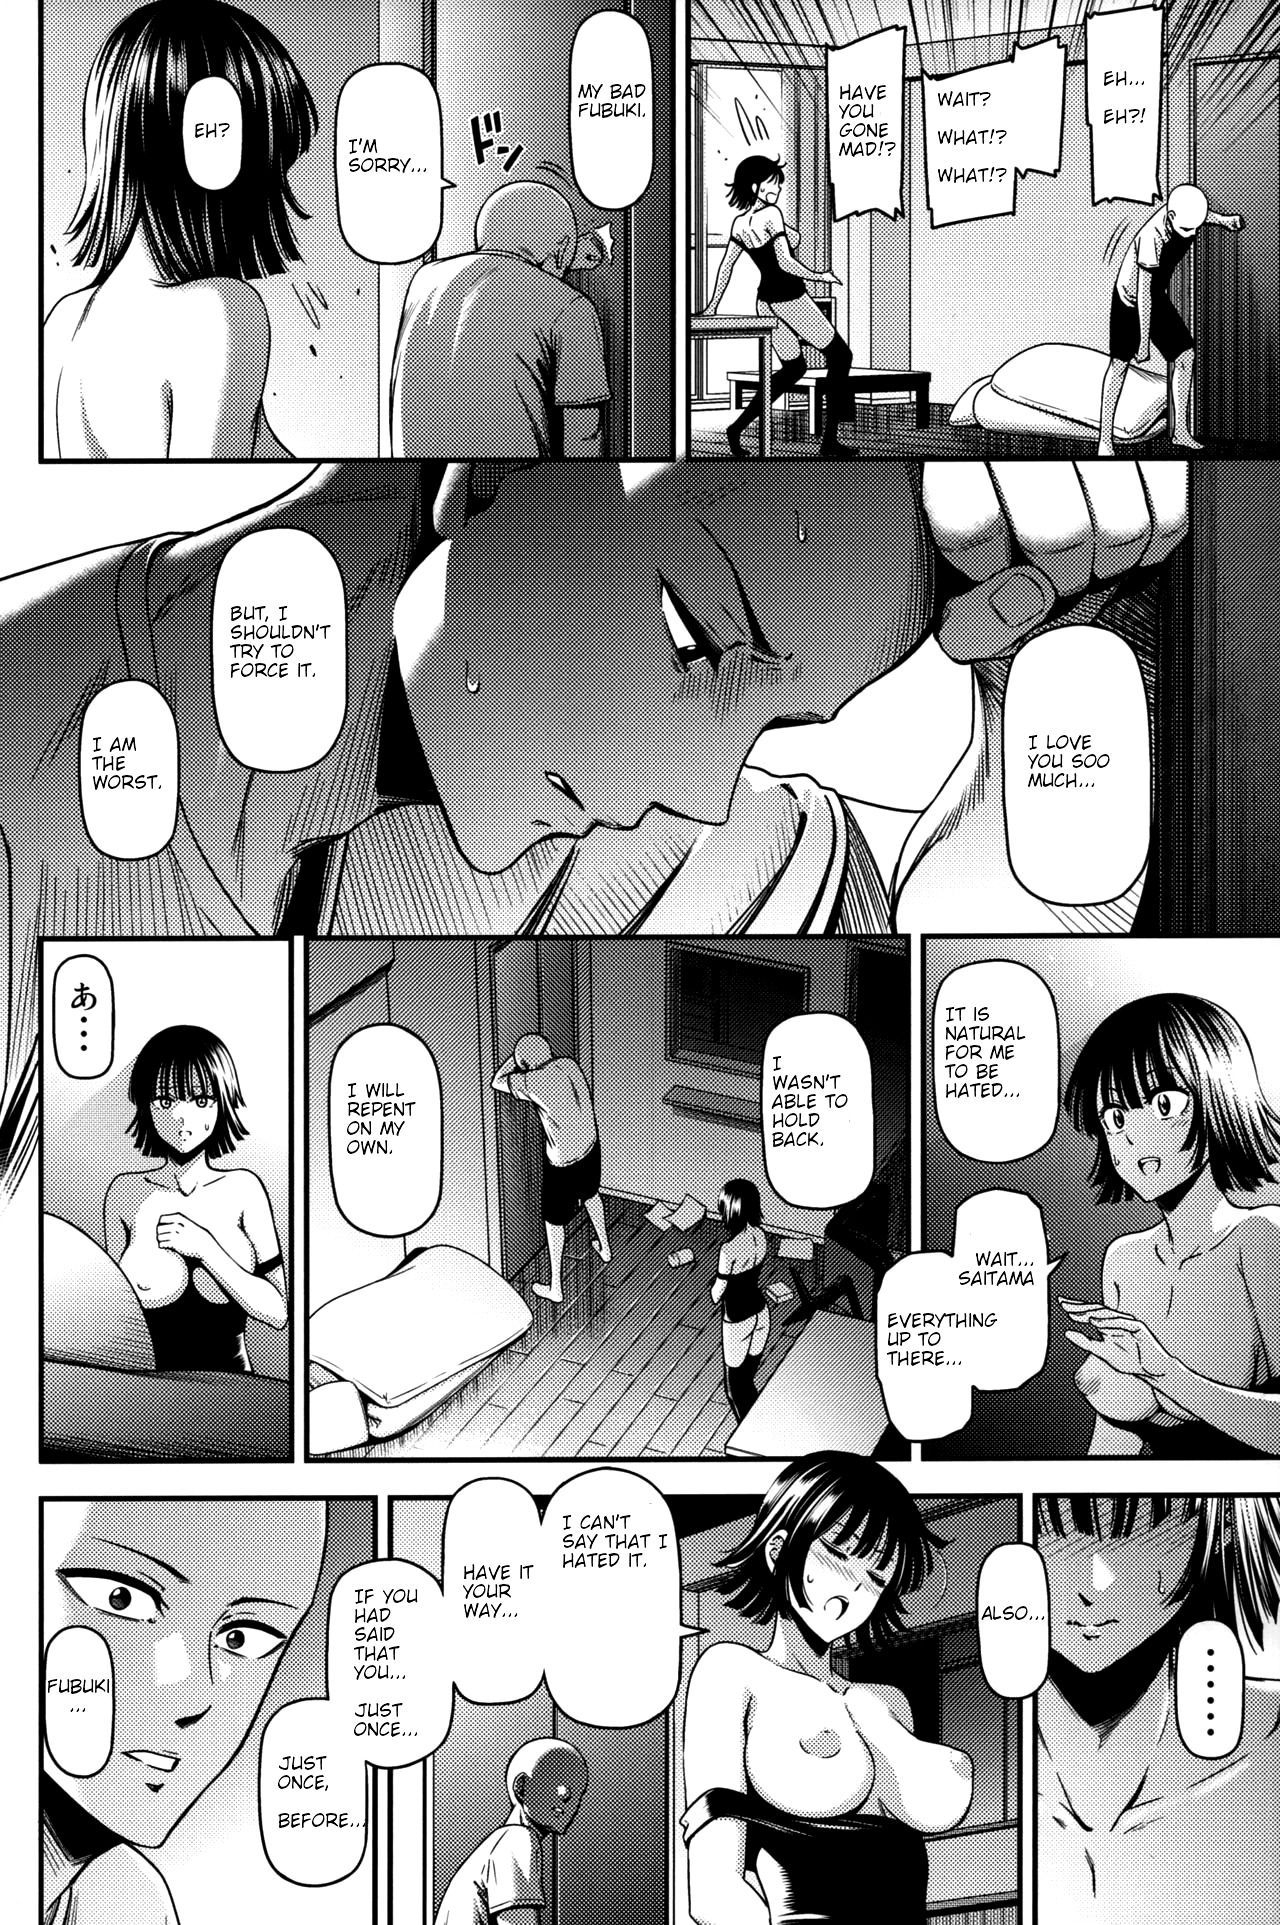 EH...
EH?!
WAIT?
WHAT!?
WHAT!?
HAVE
YOU
GONE
MAD!?
MY BAD
FUBUKI.
ドン
I'M
SORRY...
EH?
I LOVE
YOU SOO
MUCH...
BUT, I
SHOULDN'T
TRY TO
FORCE IT.
I AM
THE
WORST.
IT IS
NATURAL
FOR ME
TO BE
HATED...
WAIT...
SAITAMA
EVERYTHING
UP TO
THERE...
I
WASN'T
ABLE TO
HOLD
BACK.
I WILL
REPENT
ON MY
OWN.
あ...
.......
ALSO...
I CAN'T
SAY THAT I
HATED IT.
HAVE IT
YOUR
WAY...
IF YOU
HAD
SAID
THAT
YOU...
JUST
ONCE...
JUST
ONCE,
BEFORE...
FUBUKI
...